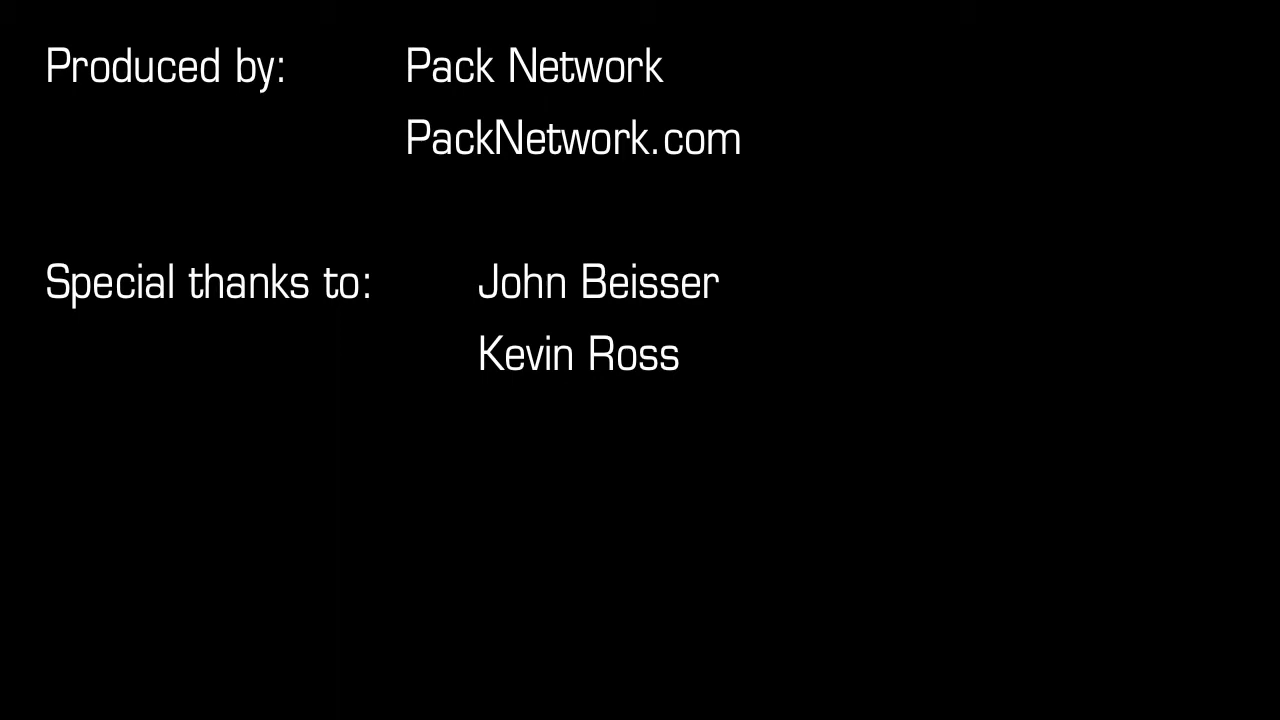 Produced by: Pack Network
PackNetwork.com
Special thanks to: John Beisser
Kevin Ross